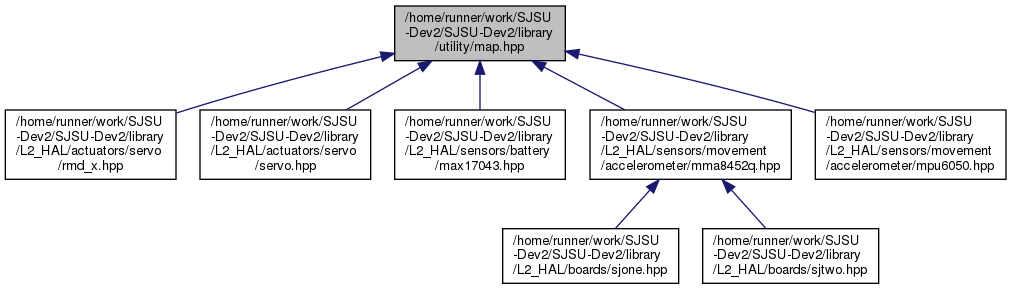 /home/runner/work/SJSU
-Dev2/SJSU-Dev2/library
/utility/map.hpp
/home/runner/work/SJSU
-Dev2/SJSU-Dev2/library
/L2_HAL/actuators/servo
/rmd_x.hpp
/home/runner/work/SJSU
-Dev2/SJSU-Dev2/library
/L2_HAL/actuators/servo
/servo.hpp
/home/runner/work/SJSU
-Dev2/SJSU-Dev2/library
/L2_HAL/sensors/battery
/max17043.hpp
/home/runner/work/SJSU
-Dev2/SJSU-Dev2/library
/L2_HAL/sensors/movement
/accelerometer/mma8452q.hpp
/home/runner/work/SJSU
-Dev2/SJSU-Dev2/library
/L2_HAL/sensors/movement
/accelerometer/mpu6050.hpp
/home/runner/work/SJSU
-Dev2/SJSU-Dev2/library
/L2_HAL/boards/sjone.hpp
/home/runner/work/SJSU
-Dev2/SJSU-Dev2/library
/L2_HAL/boards/sjtwo.hpp